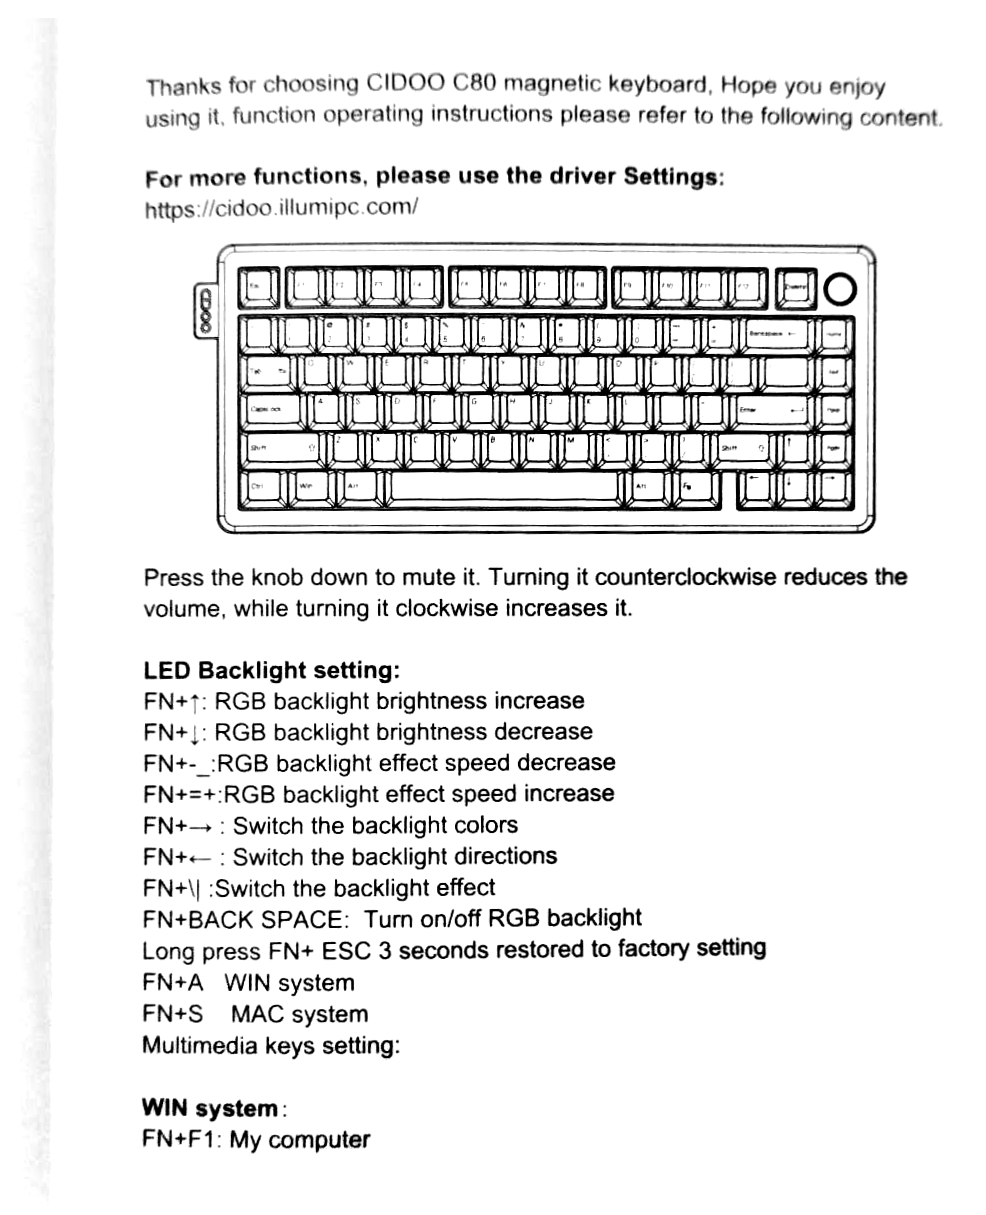 Thanks for choosing CIDOO C80 magnetic keyboard, Hope you enjoy
using it, function operating instructions please refer to the following content.
For more functions, please use the driver Settings:
https://cidoo.illumipc.com/
Press the knob down to mute it. Turning it counterclockwise reduces the
volume, while turning it clockwise increases it.
LED Backlight setting:
FN+↑: RGB backlight brightness increase
FN+↓: RGB backlight brightness decrease
FN+-_:RGB backlight effect speed decrease
FN+=+:RGB backlight effect speed increase
FN+→ : Switch the backlight colors
FN+← : Switch the backlight directions
FN+\| :Switch the backlight effect
FN+BACK SPACE: Turn on/off RGB backlight
Long press FN+ ESC 3 seconds restored to factory setting
FN+A WIN system
FN+S MAC system
Multimedia keys setting:
WIN system:
FN+F1: My computer